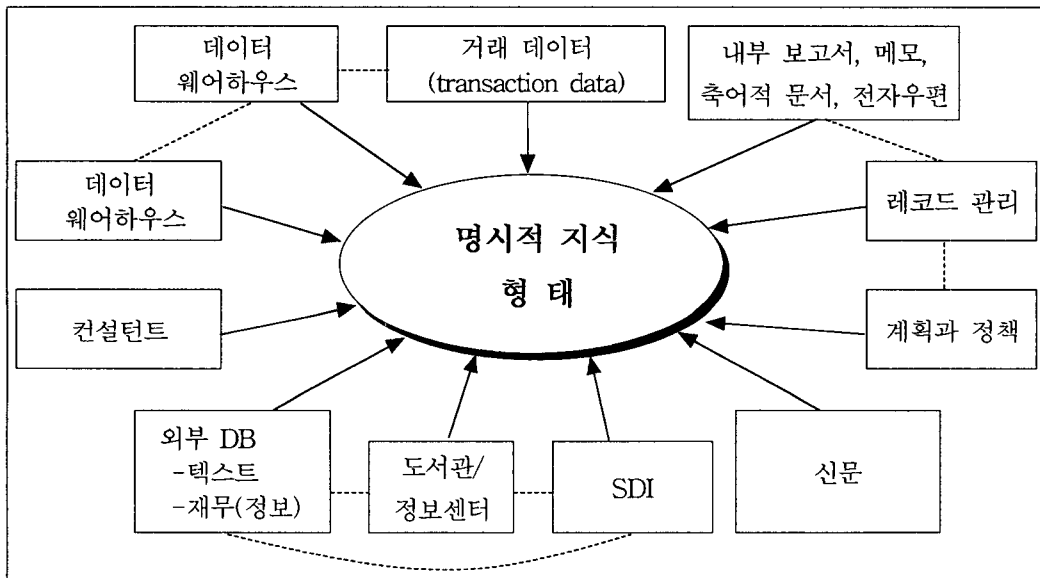 데이터
웨어하우스
거래 데이터
(transaction data)
내부 보고서, 메모,
축어적 문서, 전자우편
데이터
웨어하우스
레코드 관리
명시적 지식
형 태
컨설턴트
계획과 정책
외부 DB
-텍스트
-재무(정보)
도서관/
정보센터
SDI
신문